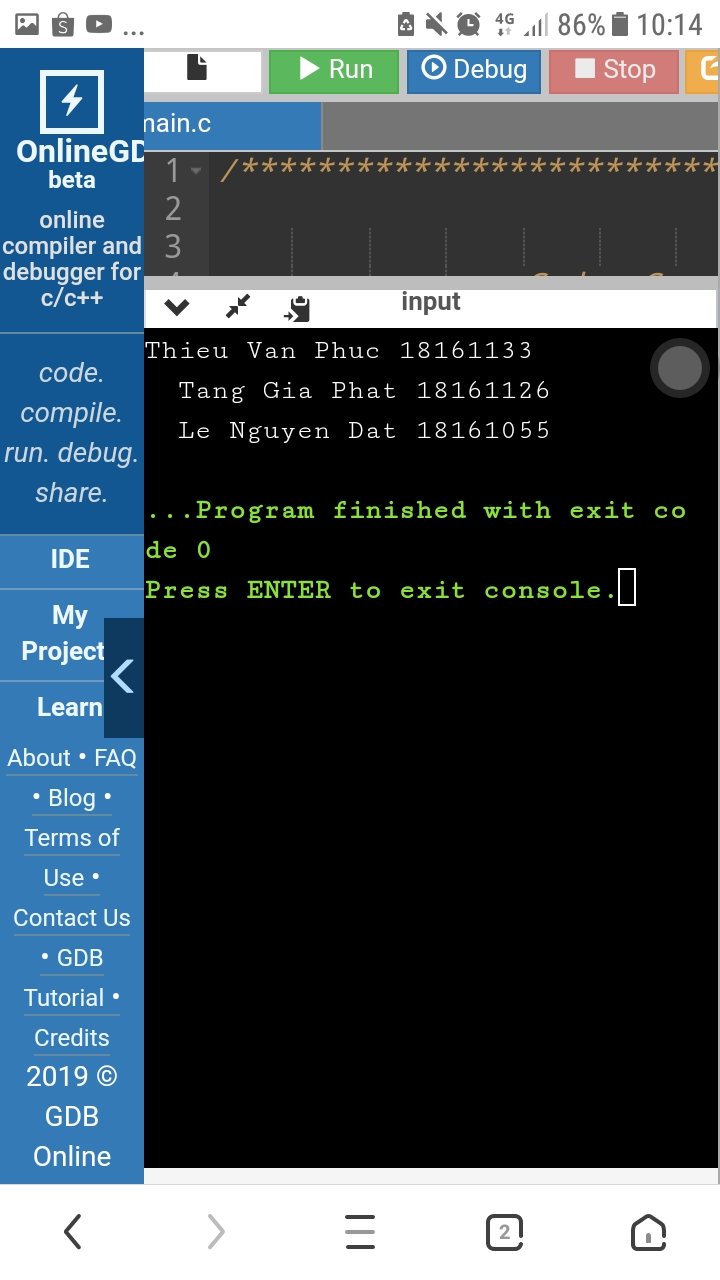 ... 4G 86% 10:14
Run Debug Stop
main.c
OnlineGD
beta
online
compiler and
debugger for
c/c++
code.
compile.
run. debug.
share.
IDE
My
Project
Learn
About • FAQ
• Blog •
Terms of
Use •
Contact Us
• GDB
Tutorial •
Credits
2019 ©
GDB
Online
1 /**************************
2
3
input
Thieu Van Phuc 18161133
Tang Gia Phat 18161126
Le Nguyen Dat 18161055
...Program finished with exit co
de 0
Press ENTER to exit console.
2